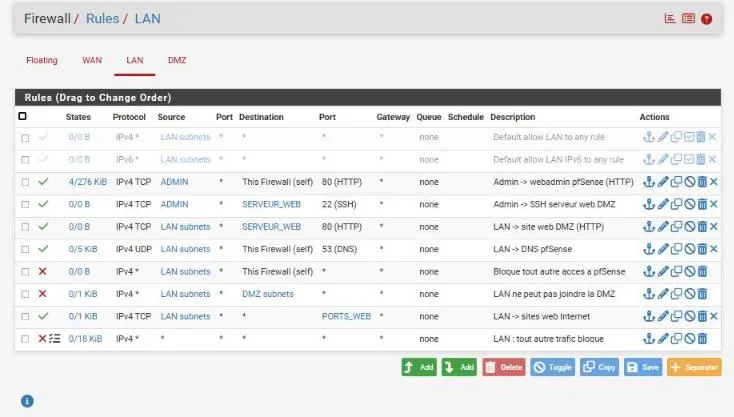 Firewall / Rules / LAN
Floating WAN LAN DMZ
Rules (Drag to Change Order)
States Protocol Source Port Destination Port Gateway Queue Schedule Description Actions
0/0 B IPv4 * LAN subnets * * * * none Default allow LAN to any rule
0/0 B IPv6 * LAN subnets * * * * none Default allow LAN IPv6 to any rule
4/276 KiB IPv4 TCP ADMIN * This Firewall (self) 80 (HTTP) * none Admin -> webadmin pfSense (HTTP)
0/0 B IPv4 TCP ADMIN * SERVEUR_WEB 22 (SSH) * none Admin -> SSH serveur web DMZ
0/0 B IPv4 TCP LAN subnets * SERVEUR_WEB 80 (HTTP) * none LAN -> site web DMZ (HTTP)
0/5 KiB IPv4 UDP LAN subnets * This Firewall (self) 53 (DNS) * none LAN -> DNS pfSense
0/0 B IPv4 * LAN subnets * This Firewall (self) * * none Bloque tout autre acces a pfSense
0/1 KiB IPv4 * LAN subnets * DMZ subnets * * none LAN ne peut pas joindre la DMZ
0/1 KiB IPv4 TCP LAN subnets * * PORTS_WEB * none LAN -> sites web Internet
0/18 KiB IPv4 * * * * * * none LAN : tout autre trafic bloque
Add Add Delete Toggle Copy Save Separator